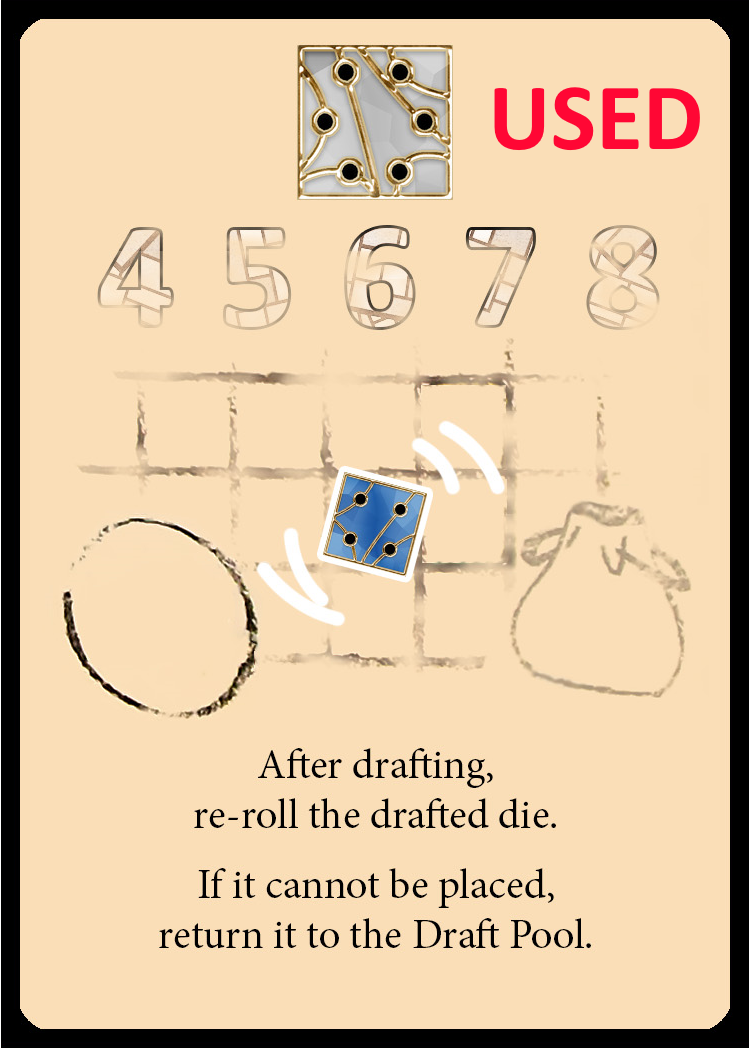 USED
4 5 6 7 8
After drafting,
re-roll the drafted die.
If it cannot be placed,
return it to the Draft Pool.